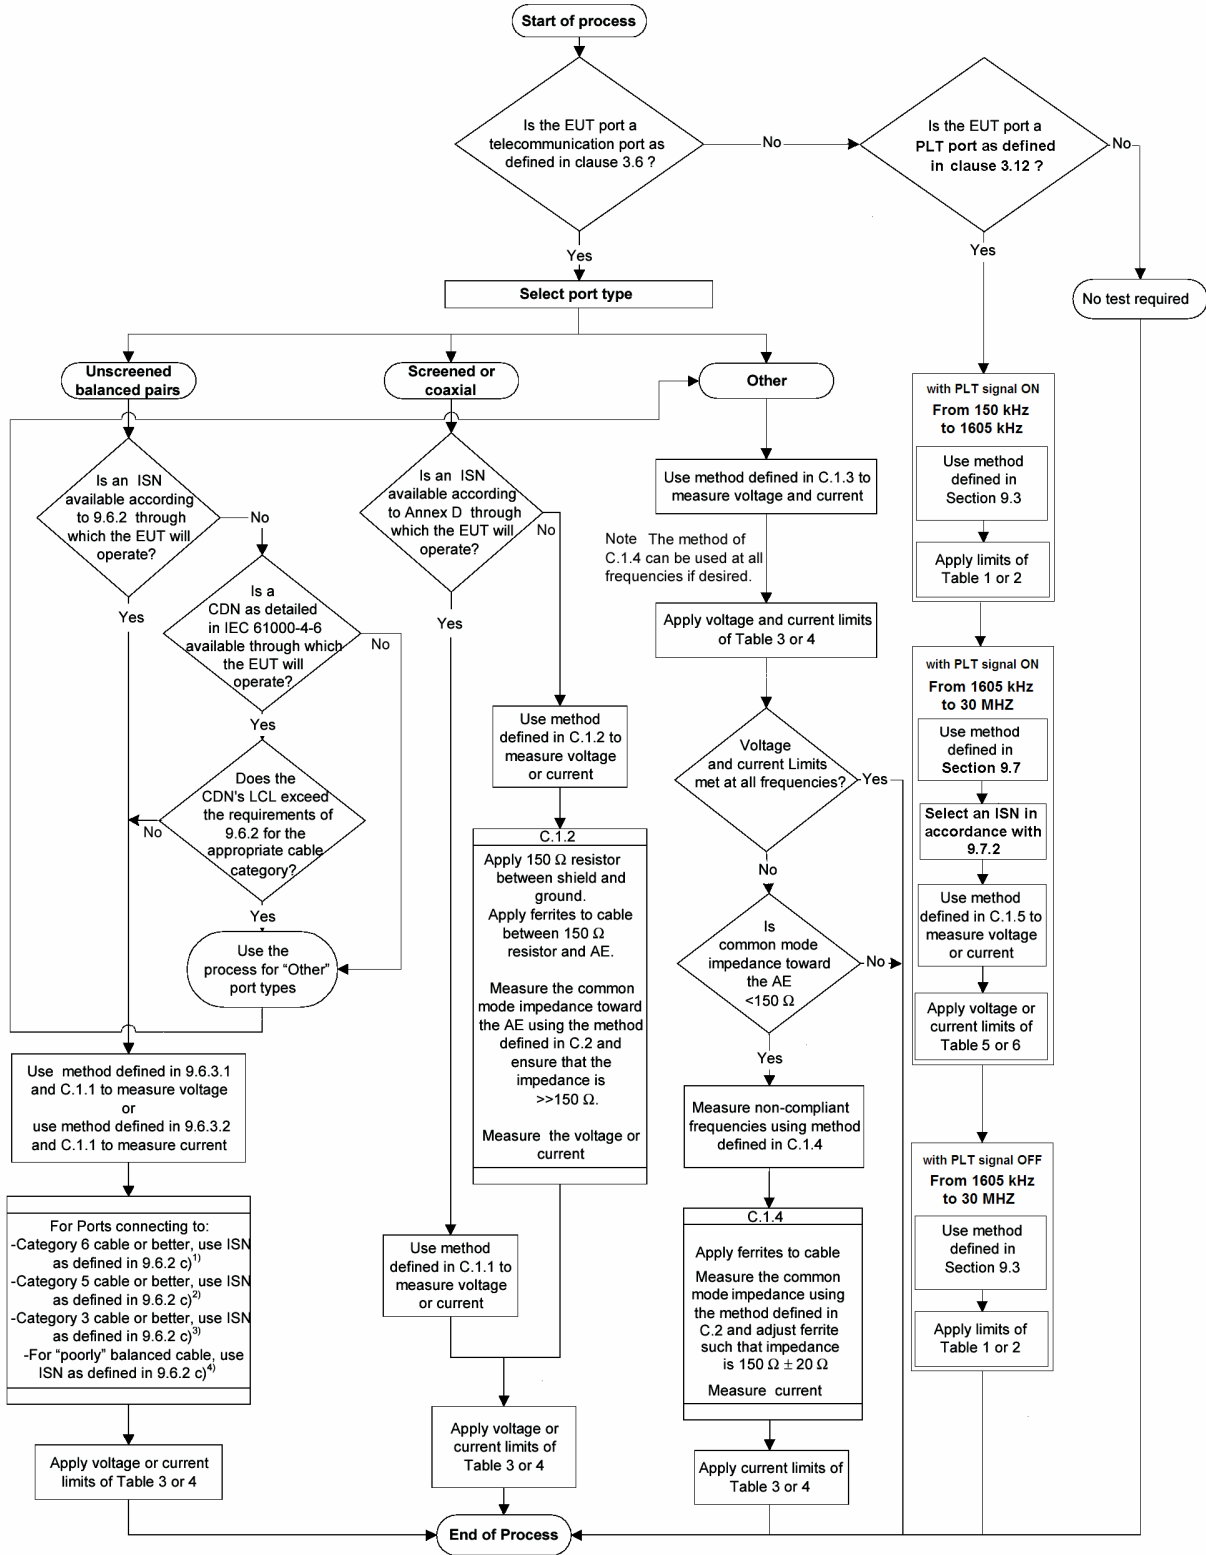 Start of process
Is the EUT port a
telecommunication port as
defined in clause 3.6 ?
No
Is the EUT port a
PLT port as defined
in clause 3.12 ?
No
Yes
Yes
Select port type
No test required
Unscreened
balanced pairs
Screened or
coaxial
Other
Is an ISN
available according
to 9.6.2 through
which the EUT will
operate?
No
Yes
Is a
CDN as detailed
in IEC 61000-4-6
available through which
the EUT will
operate?
No
Yes
Does the
CDN's LCL exceed
the requirements of
9.6.2 for the
appropriate cable
category?
No
Yes
Use the
process for “Other”
port types
Use method defined in 9.6.3.1
and C.1.1 to measure voltage
or
use method defined in 9.6.3.2
and C.1.1 to measure current
For Ports connecting to:
-Category 6 cable or better, use ISN
as defined in 9.6.2 c)1)
-Category 5 cable or better, use ISN
as defined in 9.6.2 c)2)
-Category 3 cable or better, use ISN
as defined in 9.6.2 c)3)
-For “poorly” balanced cable, use
ISN as defined in 9.6.2 c)4)
Apply voltage or current
limits of Table 3 or 4
Is an ISN
available according
to Annex D through
which the EUT will
operate?
No
Yes
Use method
defined in C.1.2 to
measure voltage
or current
C.1.2
Apply 150 Ω resistor
between shield and
ground.
Apply ferrites to cable
between 150 Ω
resistor and AE.
Measure the common
mode impedance toward
the AE using the method
defined in C.2 and
ensure that the
impedance is
>>150 Ω.
Measure the voltage or
current
Use method
defined in C.1.1 to
measure voltage
or current
Apply voltage or
current limits of
Table 3 or 4
End of Process
Use method defined in C.1.3 to
measure voltage and current
Note The method of
C.1.4 can be used at all
frequencies if desired.
Apply voltage and current limits
of Table 3 or 4
Voltage
and current Limits
met at all frequencies?
Yes
No
Is
common mode
impedance toward
the AE
<150 Ω
No
Yes
Measure non-compliant
frequencies using method
defined in C.1.4
C.1.4
Apply ferrites to cable
Measure the common
mode impedance using
the method defined in
C.2 and adjust ferrite
such that impedance
is 150 Ω ± 20 Ω
Measure current
Apply current limits of
Table 3 or 4
with PLT signal ON
From 150 kHz
to 1605 kHz
Use method
defined in
Section 9.3
Apply limits of
Table 1 or 2
with PLT signal ON
From 1605 kHz
to 30 MHZ
Use method
defined in
Section 9.7
Select an ISN in
accordance with
9.7.2
Use method
defined in C.1.5 to
measure voltage
or current
Apply voltage or
current limits of
Table 5 or 6
with PLT signal OFF
From 1605 kHz
to 30 MHZ
Use method
defined in
Section 9.3
Apply limits of
Table 1 or 2